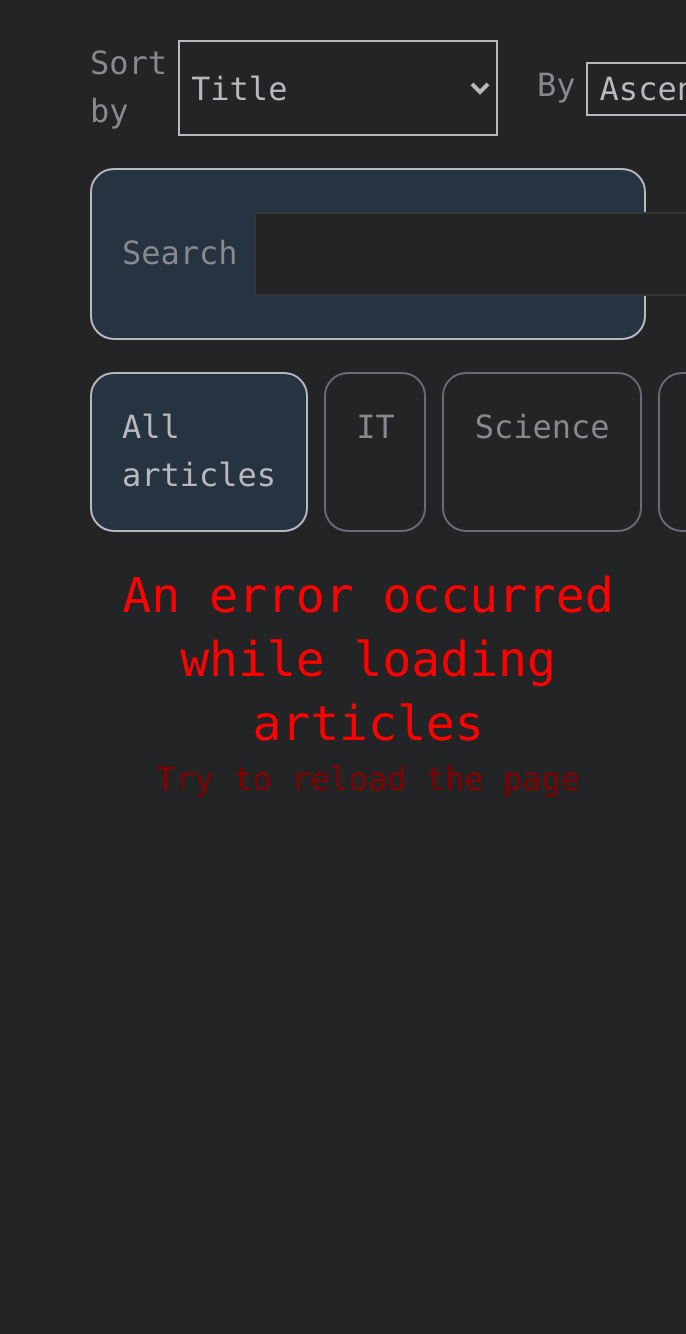 Sort by
Title
By
Ascen
Search
All articles
IT
Science
An error occurred
while loading
articles
Try to reload the page